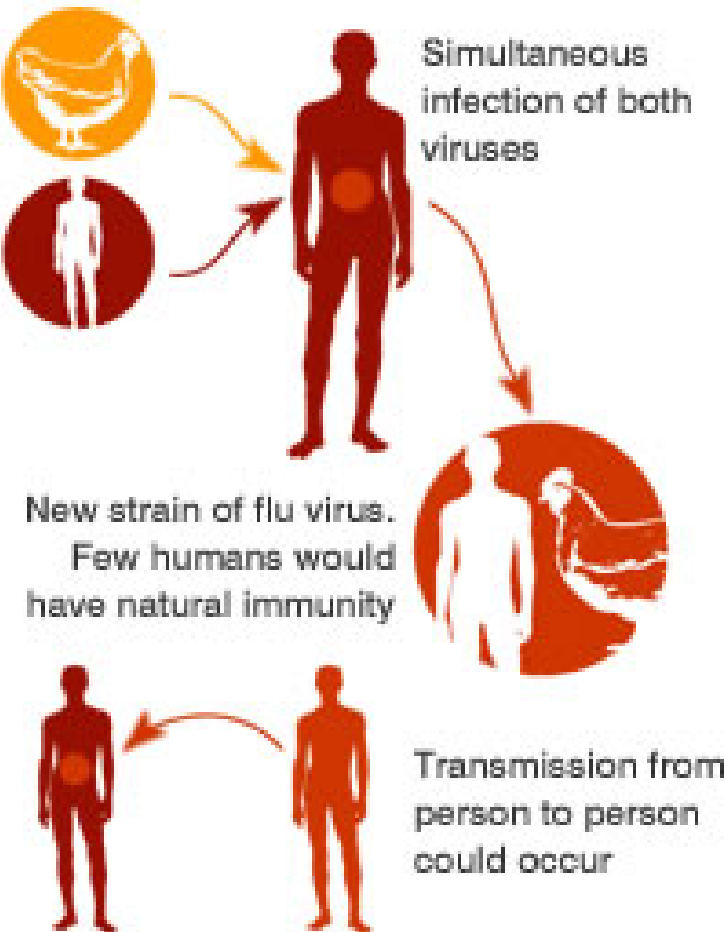 Simultaneous
infection of both
viruses
New strain of flu virus.
Few humans would
have natural immunity
Transmission from
person to person
could occur